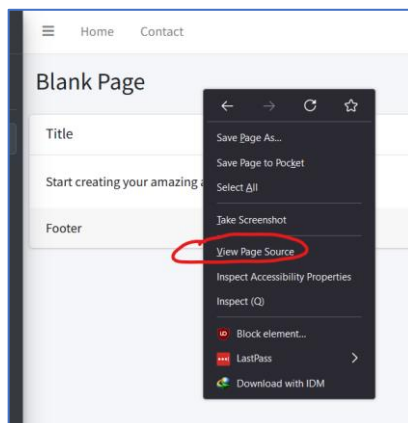 Home Contact
Blank Page
Title
Start creating your amazing
Footer
Save Page As...
Save Page to Pocket
Select All
Take Screenshot
View Page Source
Inspect Accessibility Properties
Inspect (Q)
Block element...
LastPass
Download with IDM